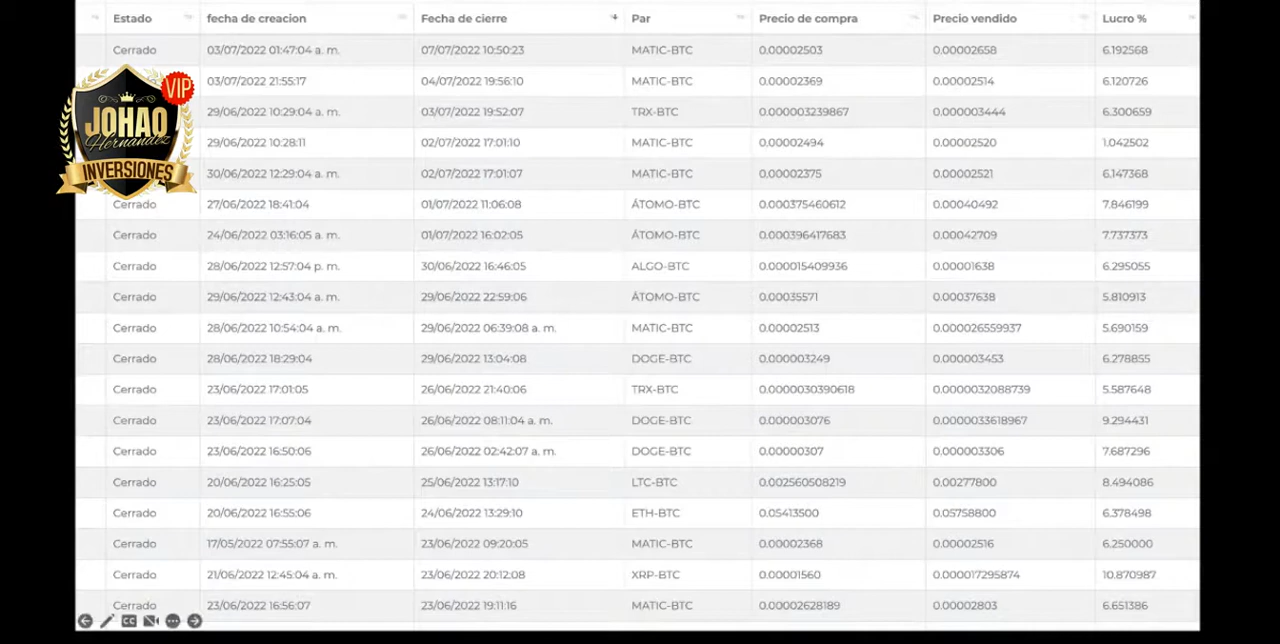 Estado fecha de creacion Fecha de cierre Par Precio de compra Precio vendido Lucro %
Cerrado 03/07/2022 01:47:04 a. m. 07/07/2022 10:50:23 MATIC-BTC 0.00002503 0.00002658 6.192568
03/07/2022 21:55:17 04/07/2022 19:56:10 MATIC-BTC 0.00002369 0.00002514 6.120726
29/06/2022 10:29:04 a. m. 03/07/2022 19:52:07 TRX-BTC 0.000003239867 0.000003444 6.300659
29/06/2022 10:28:11 02/07/2022 17:01:10 MATIC-BTC 0.00002494 0.00002520 1.042502
30/06/2022 12:29:04 a. m. 02/07/2022 17:01:07 MATIC-BTC 0.00002375 0.00002521 6.147368
Cerrado 27/06/2022 18:41:04 01/07/2022 11:06:08 ÁTOMO-BTC 0.000375460612 0.00040492 7.846199
Cerrado 24/06/2022 03:16:05 a. m. 01/07/2022 16:02:05 ÁTOMO-BTC 0.000396417683 0.00042709 7.737373
Cerrado 28/06/2022 12:57:04 p. m. 30/06/2022 16:46:05 ALGO-BTC 0.000015409936 0.00001638 6.295055
Cerrado 29/06/2022 12:43:04 a. m. 29/06/2022 22:59:06 ÁTOMO-BTC 0.00035571 0.00037638 5.810913
Cerrado 28/06/2022 10:54:04 a. m. 29/06/2022 06:39:08 a. m. MATIC-BTC 0.00002513 0.000026559937 5.690159
Cerrado 28/06/2022 18:29:04 29/06/2022 13:04:08 DOGE-BTC 0.000003249 0.000003453 6.278855
Cerrado 23/06/2022 17:01:05 26/06/2022 21:40:06 TRX-BTC 0.0000030390618 0.0000032088739 5.587648
Cerrado 23/06/2022 17:07:04 26/06/2022 08:11:04 a. m. DOGE-BTC 0.000003076 0.0000033618967 9.294431
Cerrado 23/06/2022 16:50:06 26/06/2022 02:42:07 a. m. DOGE-BTC 0.00000307 0.000003306 7.687296
Cerrado 20/06/2022 16:25:05 25/06/2022 13:17:10 LTC-BTC 0.002560508219 0.00277800 8.494086
Cerrado 20/06/2022 16:55:06 24/06/2022 13:29:10 ETH-BTC 0.05413500 0.05758800 6.378498
Cerrado 17/05/2022 07:55:07 a. m. 23/06/2022 09:20:05 MATIC-BTC 0.00002368 0.00002516 6.250000
Cerrado 21/06/2022 12:45:04 a. m. 23/06/2022 20:12:08 XRP-BTC 0.00001560 0.000017295874 10.870987
Cerrado 23/06/2022 16:56:07 23/06/2022 19:11:16 MATIC-BTC 0.00002628189 0.00002803 6.651386
VIP
JOHAO
Hernandez
INVERSIONES
CC